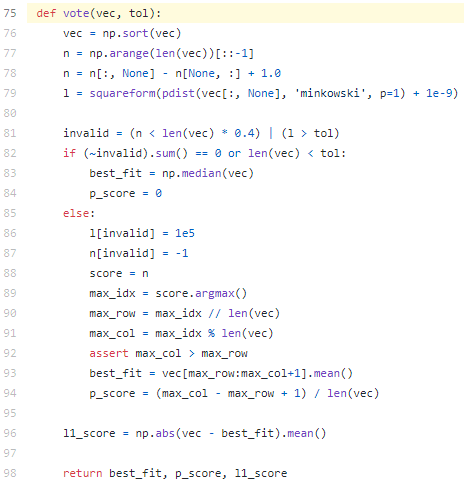 75 def vote(vec, tol):
76     vec = np.sort(vec)
77     n = np.arange(len(vec))[::-1]
78     n = n[:, None] - n[None, :] + 1.0
79     l = squareform(pdist(vec[:, None], 'minkowski', p=1) + 1e-9)
80
81     invalid = (n < len(vec) * 0.4) | (l > tol)
82     if (~invalid).sum() == 0 or len(vec) < tol:
83         best_fit = np.median(vec)
84         p_score = 0
85     else:
86         l[invalid] = 1e5
87         n[invalid] = -1
88         score = n
89         max_idx = score.argmax()
90         max_row = max_idx // len(vec)
91         max_col = max_idx % len(vec)
92         assert max_col > max_row
93         best_fit = vec[max_row:max_col+1].mean()
94         p_score = (max_col - max_row + 1) / len(vec)
95
96     l1_score = np.abs(vec - best_fit).mean()
97
98     return best_fit, p_score, l1_score